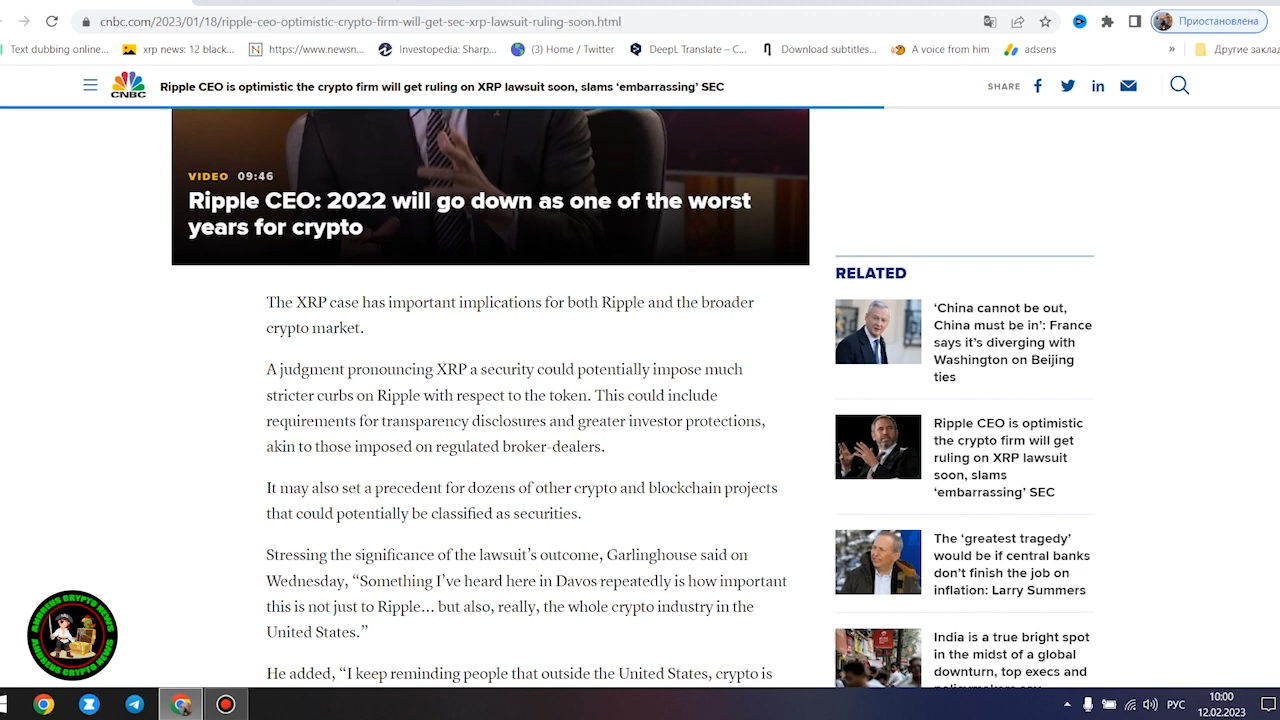 cnbc.com/2023/01/18/ripple-ceo-optimistic-crypto-firm-will-get-sec-xrp-lawsuit-ruling-soon.html
Приостановлена
Text dubbing online...
xrp news: 12 black...
https://www.newsn...
Investopedia: Sharp...
(3) Home / Twitter
DeepL Translate – C...
Download subtitles...
A voice from him
adsens
»
Другие закла
CNBC
Ripple CEO is optimistic the crypto firm will get ruling on XRP lawsuit soon, slams ‘embarrassing’ SEC
SHARE
VIDEO 09:46
Ripple CEO: 2022 will go down as one of the worst
years for crypto
The XRP case has important implications for both Ripple and the broader
crypto market.
A judgment pronouncing XRP a security could potentially impose much
stricter curbs on Ripple with respect to the token. This could include
requirements for transparency disclosures and greater investor protections,
akin to those imposed on regulated broker-dealers.
It may also set a precedent for dozens of other crypto and blockchain projects
that could potentially be classified as securities.
Stressing the significance of the lawsuit’s outcome, Garlinghouse said on
Wednesday, “Something I’ve heard here in Davos repeatedly is how important
this is not just to Ripple… but also, really, the whole crypto industry in the
United States.”
He added, “I keep reminding people that outside the United States, crypto is
RELATED
‘China cannot be out,
China must be in’: France
says it’s diverging with
Washington on Beijing
ties
Ripple CEO is optimistic
the crypto firm will get
ruling on XRP lawsuit
soon, slams
‘embarrassing’ SEC
The ‘greatest tragedy’
would be if central banks
don’t finish the job on
inflation: Larry Summers
India is a true bright spot
in the midst of a global
downturn, top execs and
ANDREUS CRYPTO NEWS
ANDREUS CRYPTO NEWS
РУС
10:00
12.02.2023